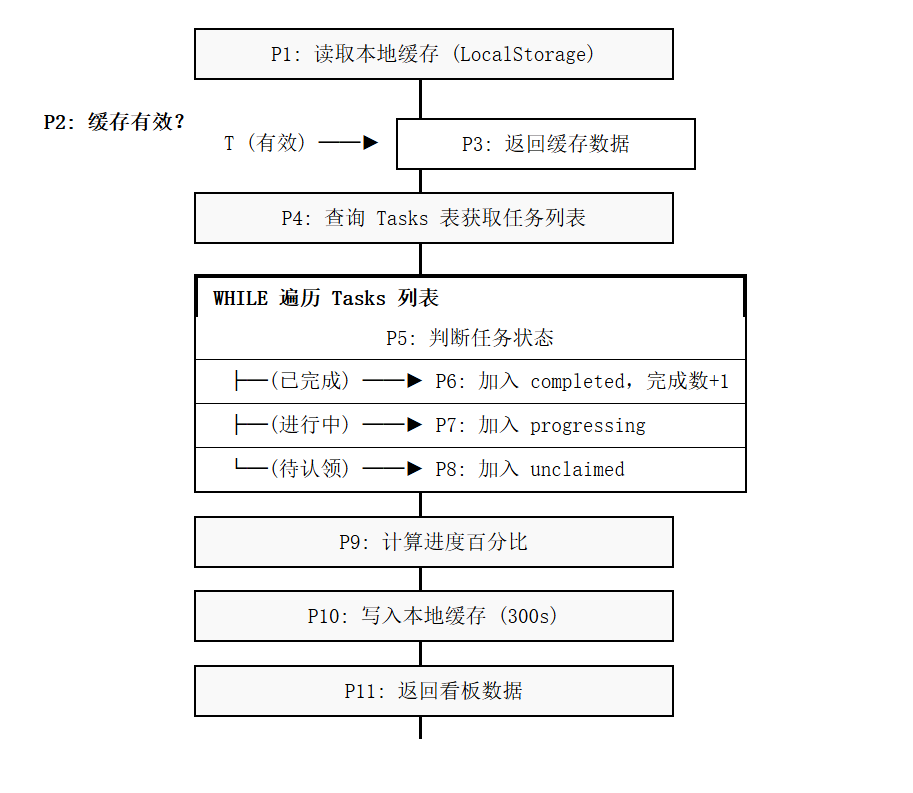 P1: 读取本地缓存 (LocalStorage)
P2: 缓存有效?
T (有效) ──►
P3: 返回缓存数据
P4: 查询 Tasks 表获取任务列表
WHILE 遍历 Tasks 列表
P5: 判断任务状态
├─(已完成) ──► P6: 加入 completed, 完成数+1
├─(进行中) ──► P7: 加入 progressing
└─(待认领) ──► P8: 加入 unclaimed
P9: 计算进度百分比
P10: 写入本地缓存 (300s)
P11: 返回看板数据